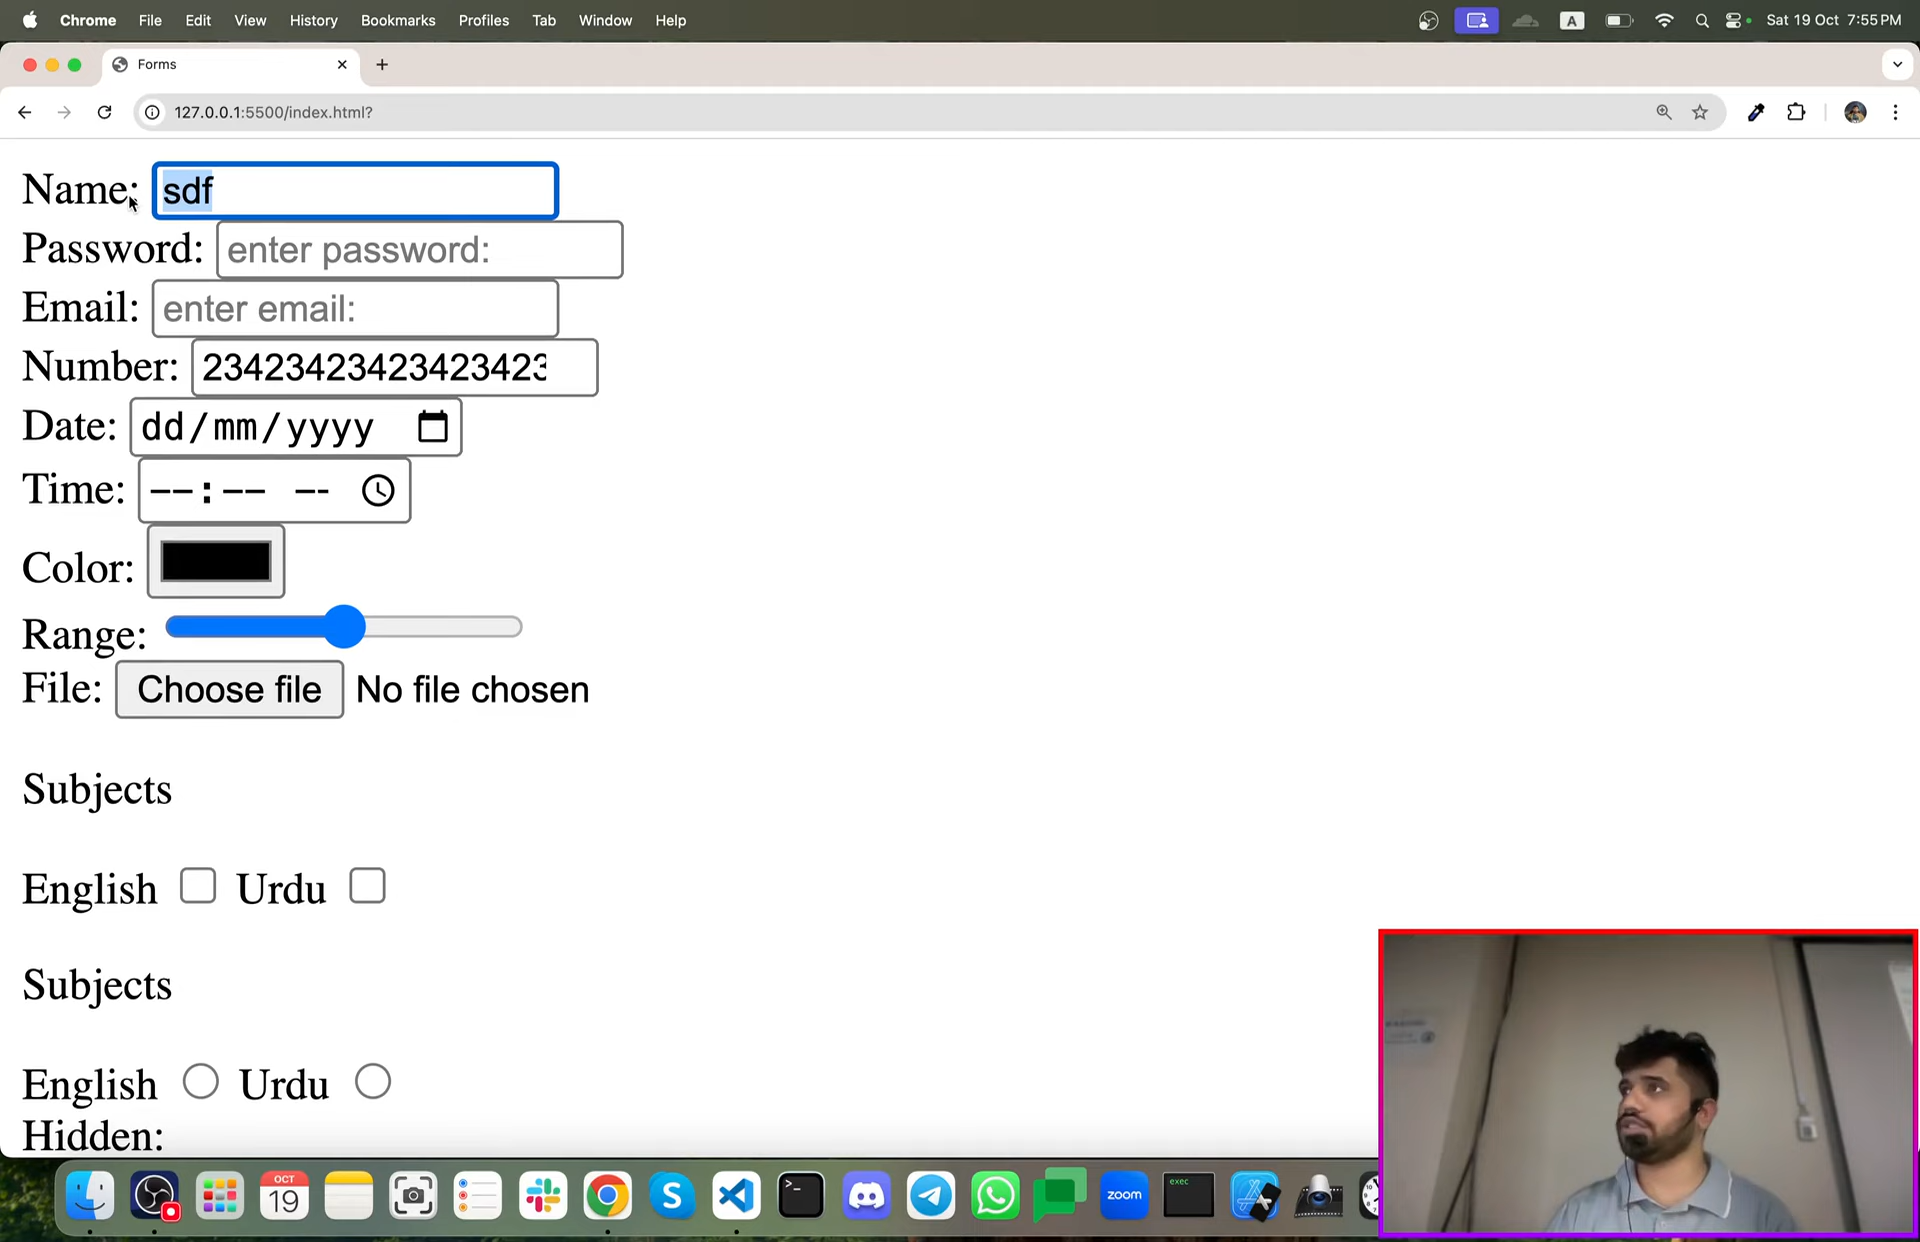 Chrome File Edit View History Bookmarks Profiles Tab Window Help A Sat 19 Oct 7:55 PM
Forms
127.0.0.1:5500/index.html?
Name: sdf
Password: enter password:
Email: enter email:
Number: 23423423423423423
Date: dd/mm/yyyy
Time: --:-- --
Color:
Range:
File: Choose file No file chosen
Subjects
English Urdu
Subjects
English Urdu
Hidden:
OCT
19
S
>_
zoom
exec